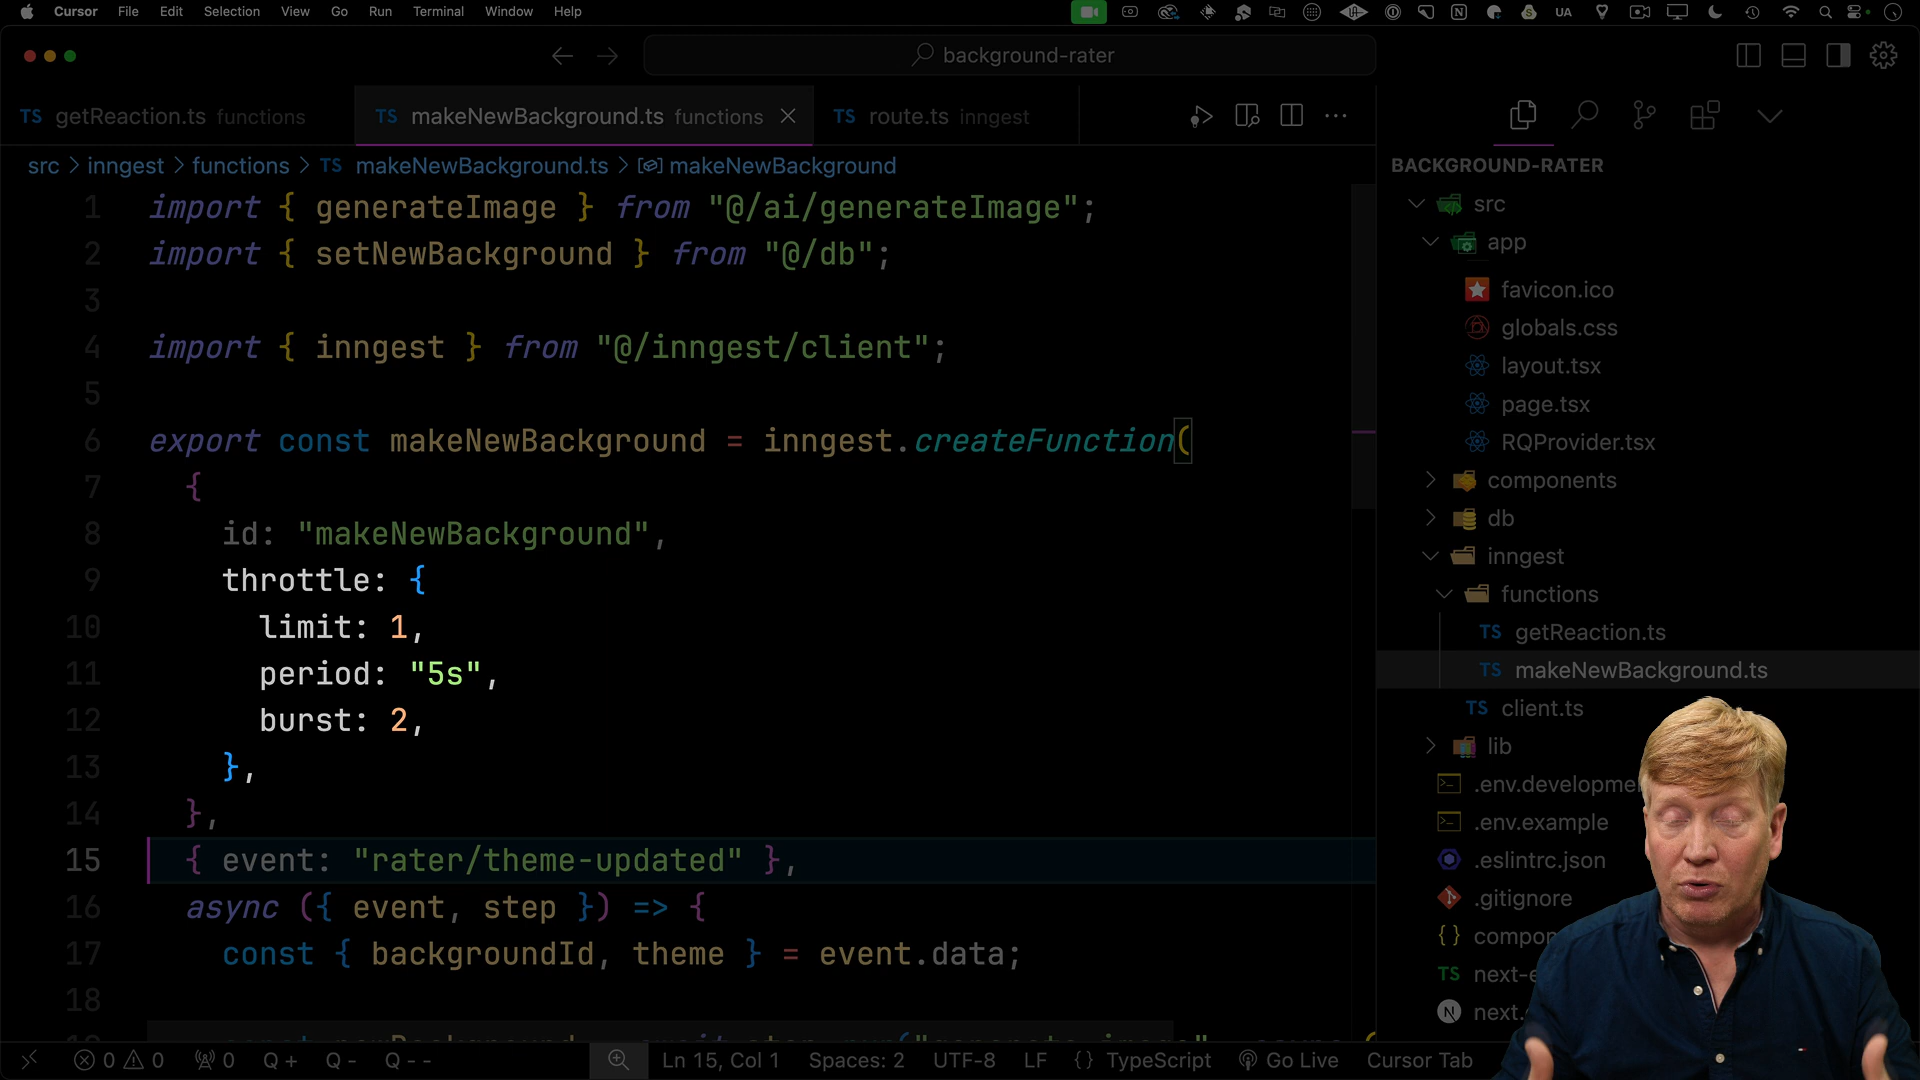 Cursor File Edit Selection View Go Run Terminal Window Help UA
background-rater
TS getReaction.ts functions TS makeNewBackground.ts functions TS route.ts inngest
src > inngest > functions > TS makeNewBackground.ts > makeNewBackground
1 import { generateImage } from "@/ai/generateImage";
2 import { setNewBackground } from "@/db";
3
4 import { inngest } from "@/inngest/client";
5
6 export const makeNewBackground = inngest.createFunction(
7 {
8 id: "makeNewBackground",
9 throttle: {
10 limit: 1,
11 period: "5s",
12 burst: 2,
13 },
14 },
15 { event: "rater/theme-updated" },
16 async ({ event, step }) => {
17 const { backgroundId, theme } = event.data;
18
BACKGROUND-RATER
src
app
favicon.ico
globals.css
layout.tsx
page.tsx
RQProvider.tsx
components
db
inngest
functions
TS getReaction.ts
TS makeNewBackground.ts
TS client.ts
lib
.env.developme
.env.example
.eslintrc.json
.gitignore
{} compo
TS next-e
N next.
0 0 0 Q + Q - Q - - Ln 15, Col 1 Spaces: 2 UTF-8 LF {} TypeScript Go Live Cursor Tab